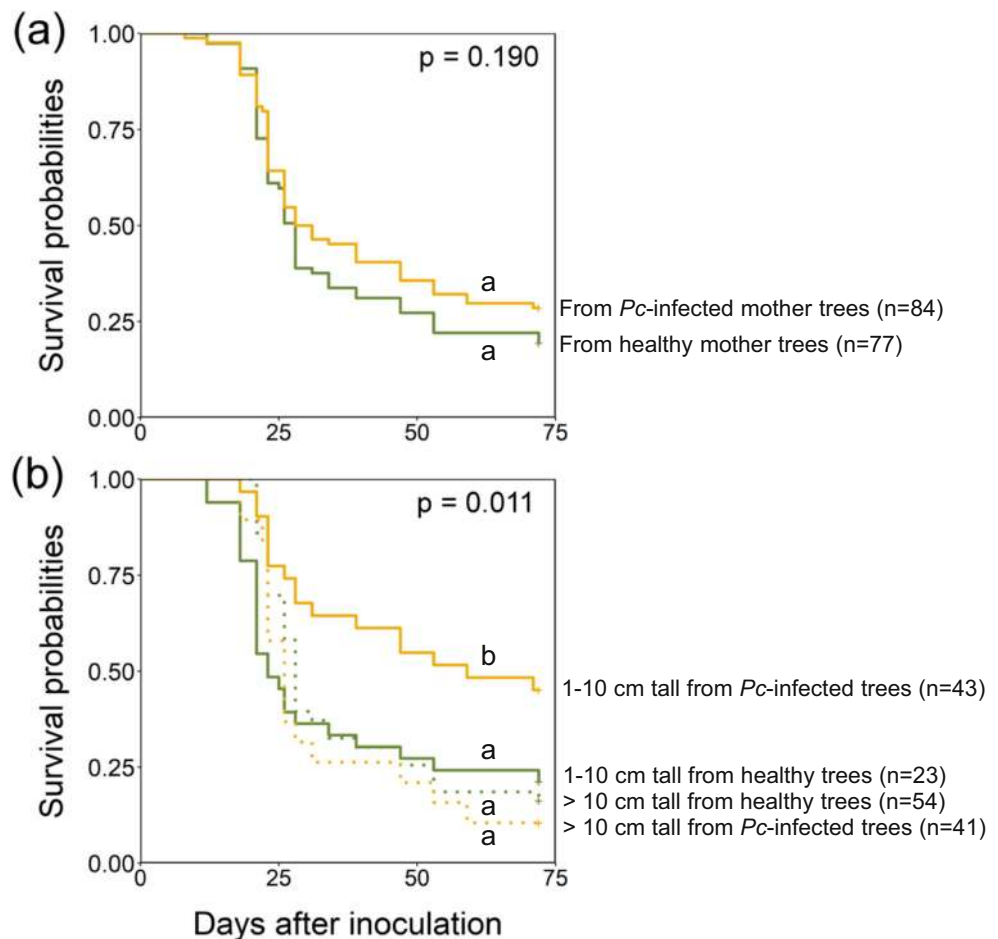 (a)
p = 0.190
Survival probabilities
1.00
0.75
0.50
0.25
0.00
a
a
From Pc-infected mother trees (n=84)
From healthy mother trees (n=77)
0 25 50 75
(b)
p = 0.011
Survival probabilities
1.00
0.75
0.50
0.25
0.00
b
a
a
a
1-10 cm tall from Pc-infected trees (n=43)
1-10 cm tall from healthy trees (n=23)
> 10 cm tall from healthy trees (n=54)
> 10 cm tall from Pc-infected trees (n=41)
0 25 50 75
Days after inoculation